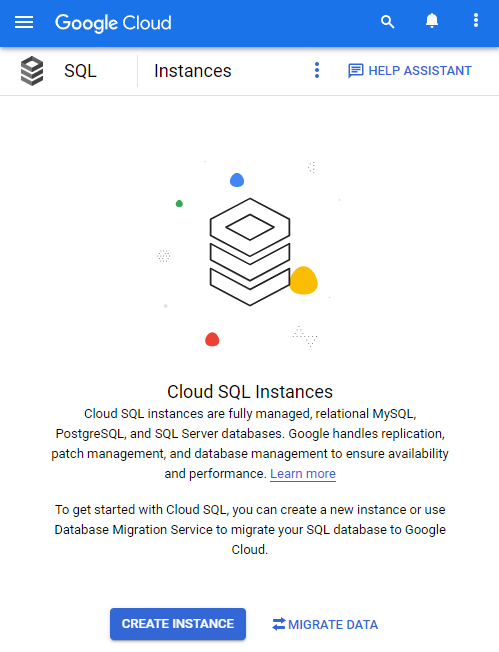 Google Cloud
SQL
Instances
HELP ASSISTANT
Cloud SQL Instances
Cloud SQL instances are fully managed, relational MySQL,
PostgreSQL, and SQL Server databases. Google handles replication,
patch management, and database management to ensure availability
and performance. Learn more
To get started with Cloud SQL, you can create a new instance or use
Database Migration Service to migrate your SQL database to Google
Cloud.
CREATE INSTANCE
MIGRATE DATA